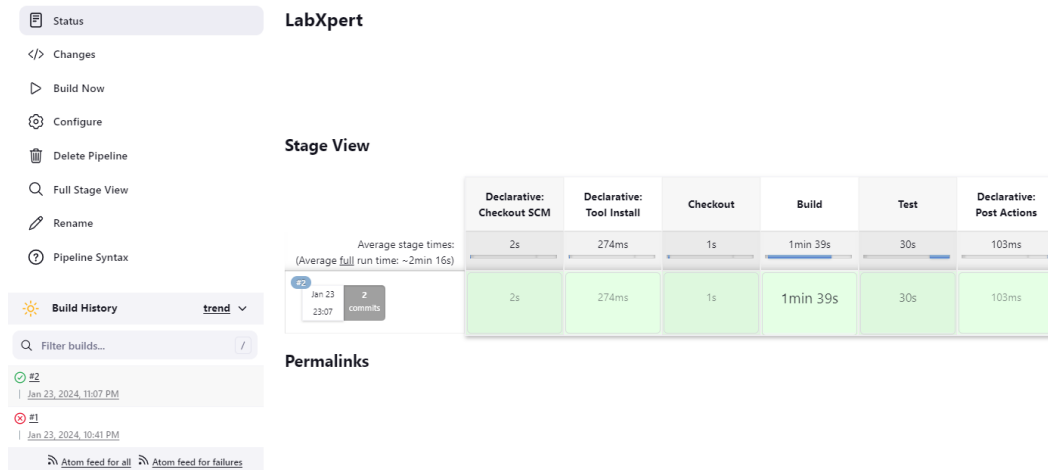 Status
Changes
Build Now
Configure
Delete Pipeline
Full Stage View
Rename
Pipeline Syntax
Build History
trend
Filter builds...
/
#2
Jan 23, 2024, 11:07 PM
#1
Jan 23, 2024, 10:41 PM
Atom feed for all Atom feed for failures
LabXpert
Stage View
Declarative: Checkout SCM
Declarative: Tool Install
Checkout
Build
Test
Declarative: Post Actions
Average stage times:
(Average full run time: ~2min 16s)
2s 274ms 1s 1min 39s 30s 103ms
#2
Jan 23
23:07
2
commits
2s 274ms 1s 1min 39s 30s 103ms
Permalinks